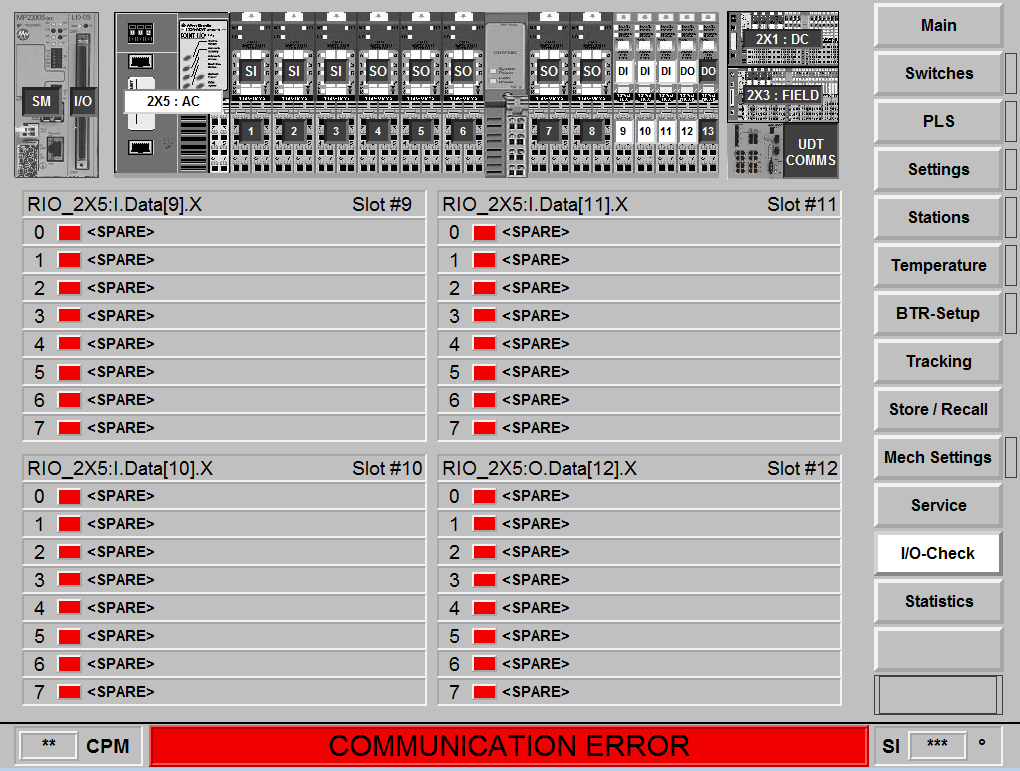 MP2300Siec LIO-05
SM I/O
Allen-Bradley
POINT I/O
2X5 : AC
SI SI SI SO SO SO SO SO DI DI DI DO DO
1 2 3 4 5 6 7 8 9 10 11 12 13
2X1 : DC
2X3 : FIELD
UDT
COMMS
RIO_2X5:I.Data[9].X Slot #9
0 <SPARE>
1 <SPARE>
2 <SPARE>
3 <SPARE>
4 <SPARE>
5 <SPARE>
6 <SPARE>
7 <SPARE>
RIO_2X5:I.Data[11].X Slot #11
0 <SPARE>
1 <SPARE>
2 <SPARE>
3 <SPARE>
4 <SPARE>
5 <SPARE>
6 <SPARE>
7 <SPARE>
RIO_2X5:I.Data[10].X Slot #10
0 <SPARE>
1 <SPARE>
2 <SPARE>
3 <SPARE>
4 <SPARE>
5 <SPARE>
6 <SPARE>
7 <SPARE>
RIO_2X5:O.Data[12].X Slot #12
0 <SPARE>
1 <SPARE>
2 <SPARE>
3 <SPARE>
4 <SPARE>
5 <SPARE>
6 <SPARE>
7 <SPARE>
Main
Switches
PLS
Settings
Stations
Temperature
BTR-Setup
Tracking
Store / Recall
Mech Settings
Service
I/O-Check
Statistics
** CPM
COMMUNICATION ERROR
SI *** °